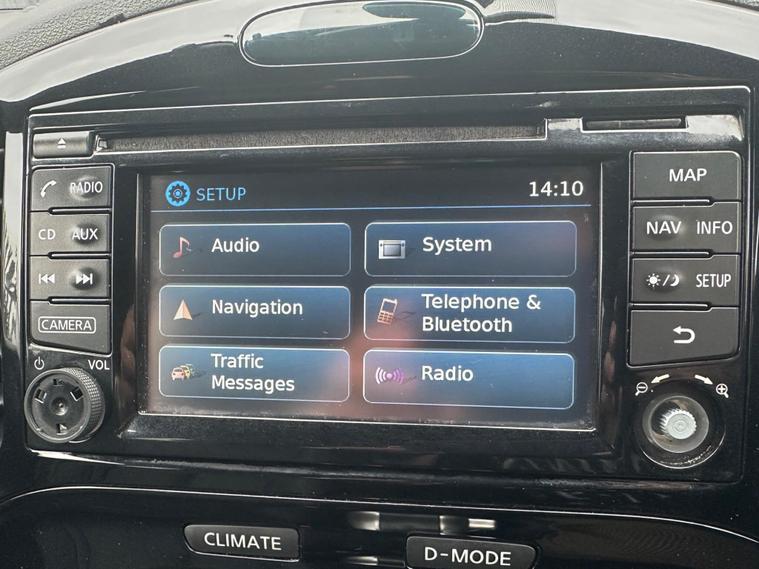 SETUP
14:10
Audio
System
Navigation
Telephone &
Bluetooth
Traffic
Messages
Radio
RADIO
CD AUX
CAMERA
VOL
MAP
NAV INFO
SETUP
CLIMATE
D-MODE